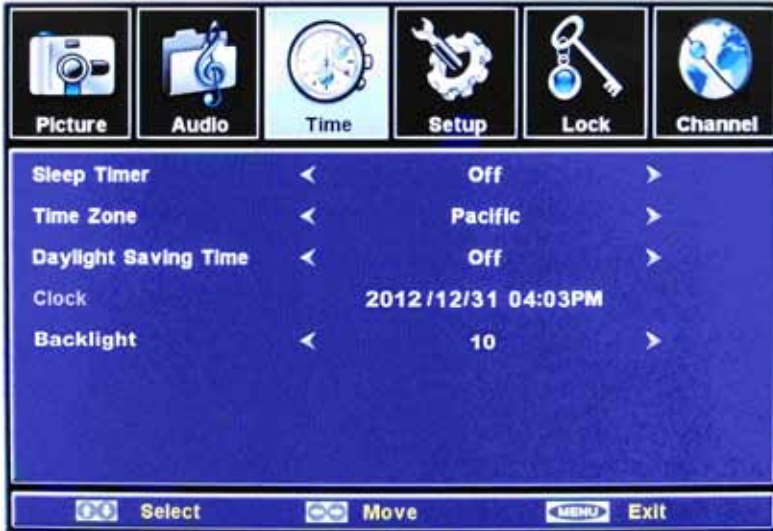 Picture Audio Time Setup Lock Channel
Sleep Timer Off
Time Zone Pacific
Daylight Saving Time Off
Clock 2012/12/31 04:03PM
Backlight 10
Select Move MENU Exit